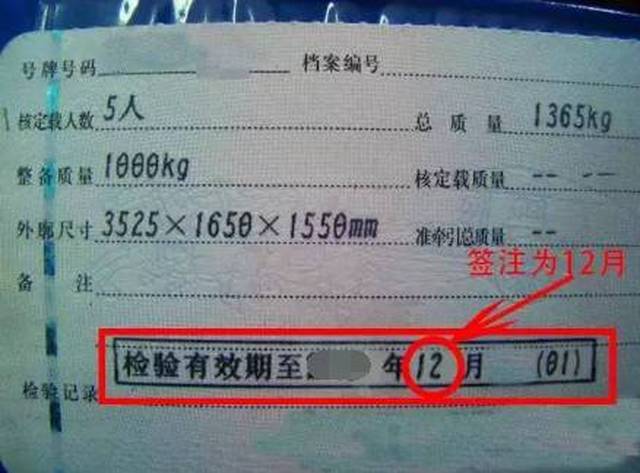 号牌号码 档案编号
核定载人数 5人 总质量 1365kg
整备质量 1000kg 核定载质量 -- --
外廓尺寸 3525×1650×1550mm 准牵引总质量 --
签注为12月
备注
检验有效期至 年12月 (01)
检验记录